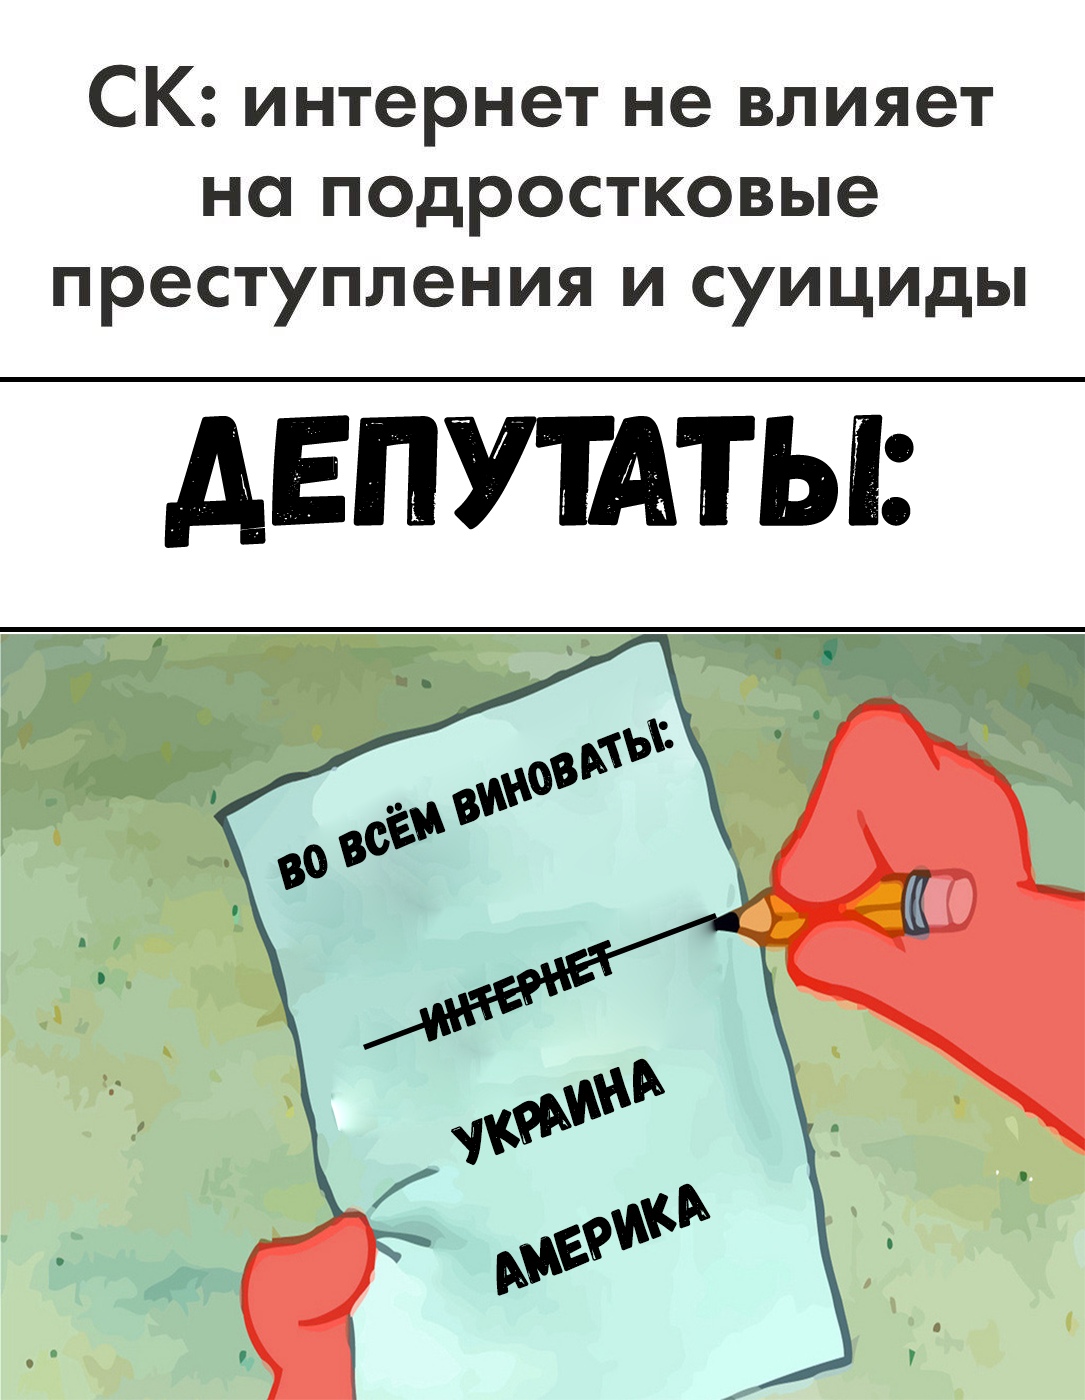 СК: интернет не влияет
на подростковые
преступления и суициды
ДЕПУТАТЫ:
ВО ВСЁМ ВИНОВАТЫ:
ИНТЕРНЕТ
УКРАИНА
АМЕРИКА